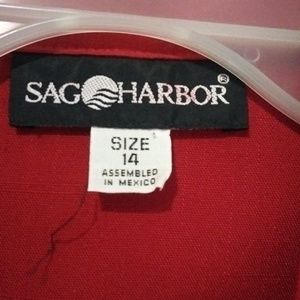 SAG HARBOR®
SIZE
14
ASSEMBLED
IN MEXICO